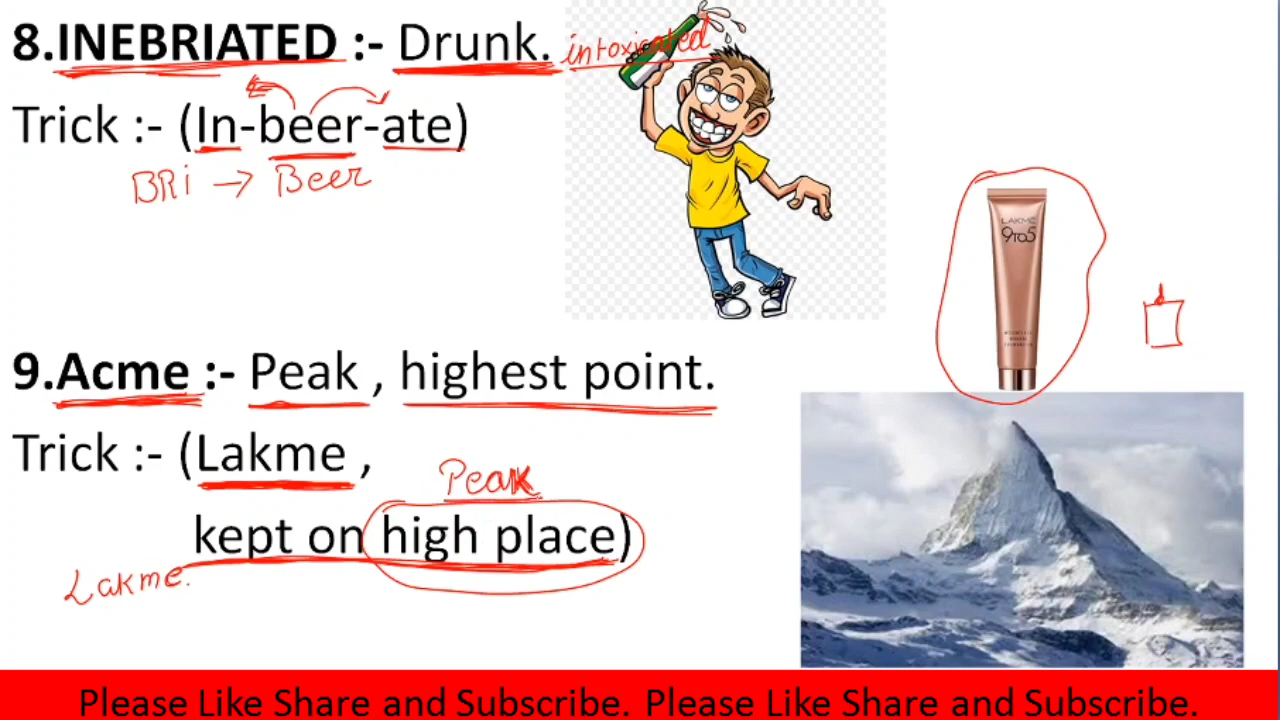 8.INEBRIATED :- Drunk. intoxicated
Trick :- (In-beer-ate)
BRi → Beer
LAKMÉ
9TO5
9.Acme :- Peak , highest point.
Trick :- (Lakme ,
Peak
kept on high place)
Lakme.
Please Like Share and Subscribe. Please Like Share and Subscribe.